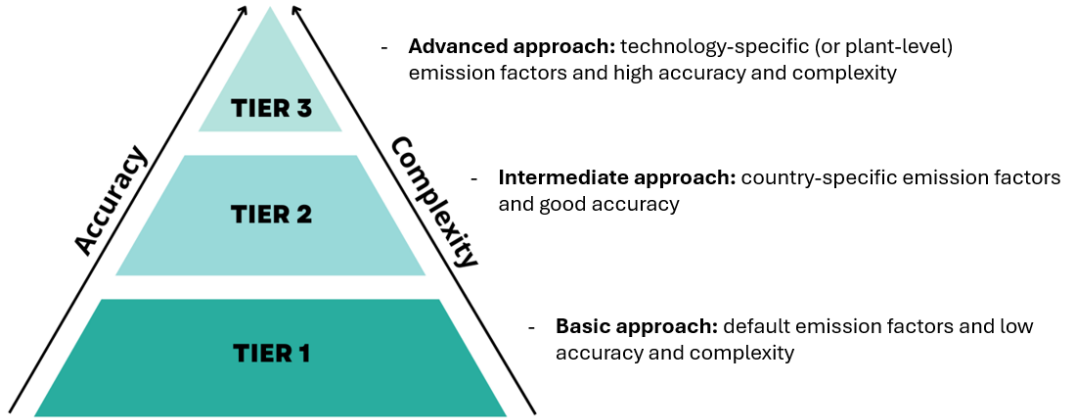 - Advanced approach: technology-specific (or plant-level)
emission factors and high accuracy and complexity
TIER 3
Accuracy
Complexity
- Intermediate approach: country-specific emission factors
and good accuracy
TIER 2
- Basic approach: default emission factors and low
accuracy and complexity
TIER 1